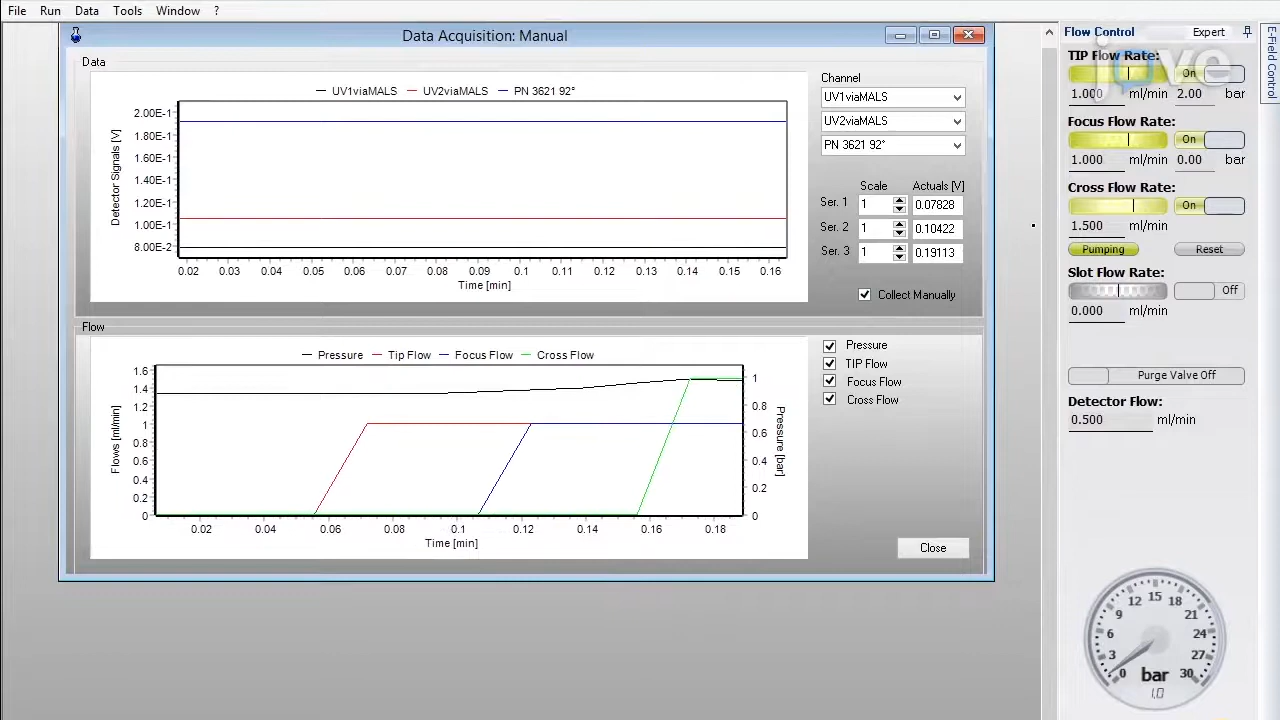 File Run Data Tools Window ?
Data Acquisition: Manual
Data
UV1viaMALS UV2viaMALS PN 3621 92°
2.00E-1
1.80E-1
1.60E-1
1.40E-1
1.20E-1
1.00E-1
8.00E-2
Detector Signals [V]
0.02 0.03 0.04 0.05 0.06 0.07 0.08 0.09 0.10 0.11 0.12 0.13 0.14 0.15 0.16
Time [min]
Channel
UV1viaMALS
UV2viaMALS
PN 3621 92°
Scale Actuals [V]
Ser. 1 1 0.07828
Ser. 2 1 0.10422
Ser. 3 1 0.19113
Collect Manually
Flow
Pressure Tip Flow Focus Flow Cross Flow
1.6
1.4
1.2
1
0.8
0.6
0.4
0.2
0
Flows [ml/min]
1
0.8
0.6
0.4
0.2
0
Pressure [bar]
0.02 0.04 0.06 0.08 0.1 0.12 0.14 0.16 0.18
Time [min]
Pressure
TIP Flow
Focus Flow
Cross Flow
Close
Flow Control Expert
E-Field Control
jove
TIP Flow Rate:
On
1.000 ml/min 2.00 bar
Focus Flow Rate:
On
1.000 ml/min 0.00 bar
Cross Flow Rate:
On
1.500 ml/min
Pumping Reset
Slot Flow Rate:
Off
0.000 ml/min
Purge Valve Off
Detector Flow:
0.500 ml/min
0 3 6 9 12 15 18 21 24 27 30
bar
1,0